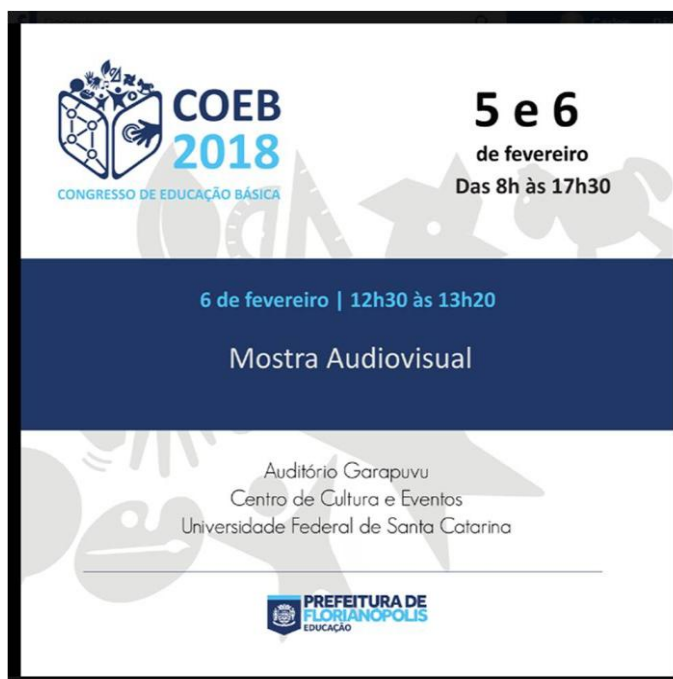 COEB
2018
CONGRESSO DE EDUCAÇÃO BÁSICA
5 e 6
de fevereiro
Das 8h às 17h30
6 de fevereiro | 12h30 às 13h20
Mostra Audiovisual
Auditório Garapuvu
Centro de Cultura e Eventos
Universidade Federal de Santa Catarina
PREFEITURA DE
FLORIANÓPOLIS
EDUCAÇÃO